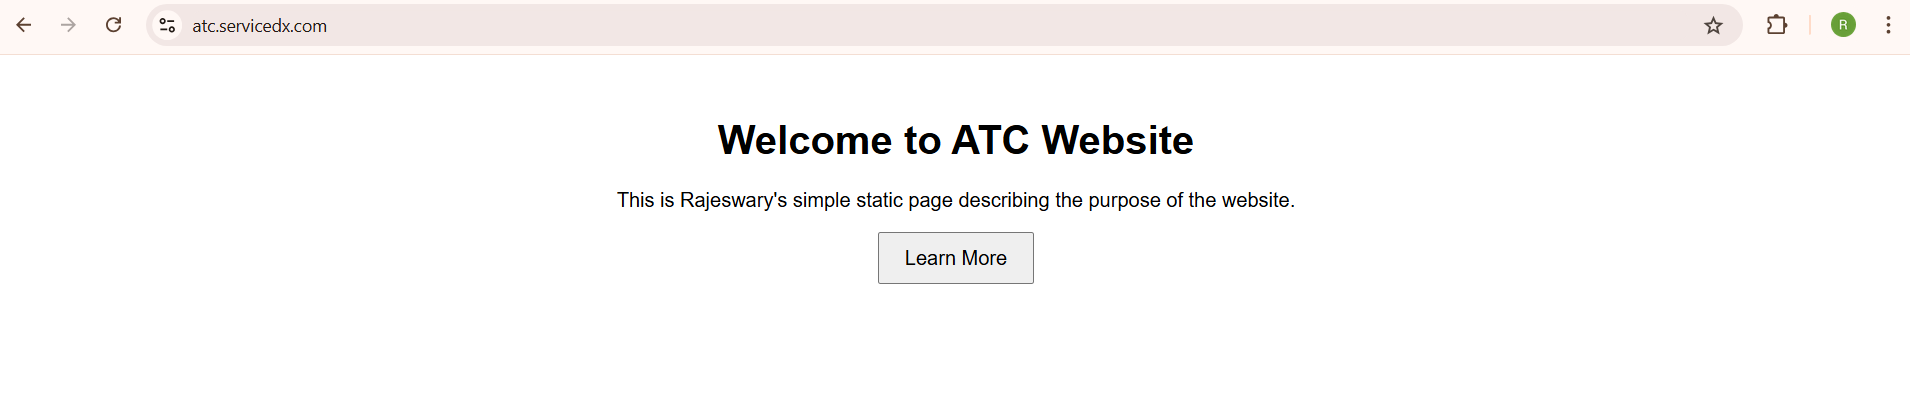 atc.servicedx.com
R
Welcome to ATC Website
This is Rajeswary's simple static page describing the purpose of the website.
Learn More